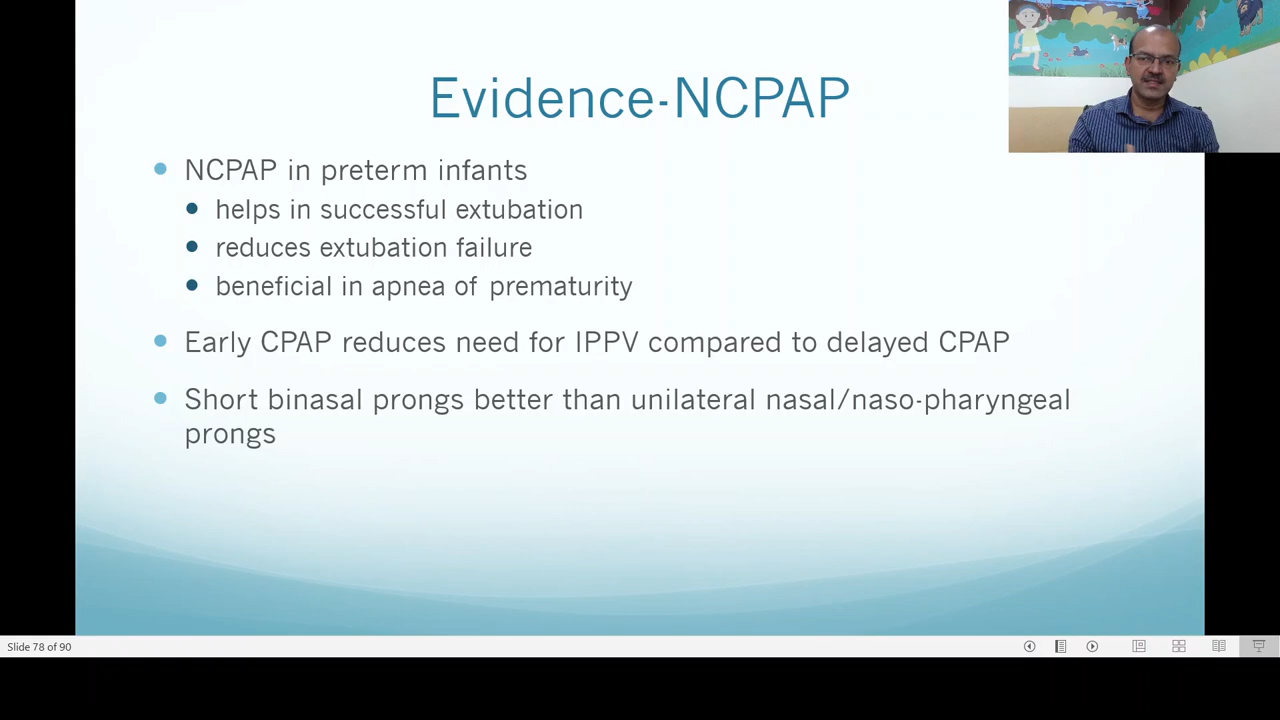 Evidence-NCPAP
NCPAP in preterm infants
helps in successful extubation
reduces extubation failure
beneficial in apnea of prematurity
Early CPAP reduces need for IPPV compared to delayed CPAP
Short binasal prongs better than unilateral nasal/naso-pharyngeal
prongs
Slide 78 of 90